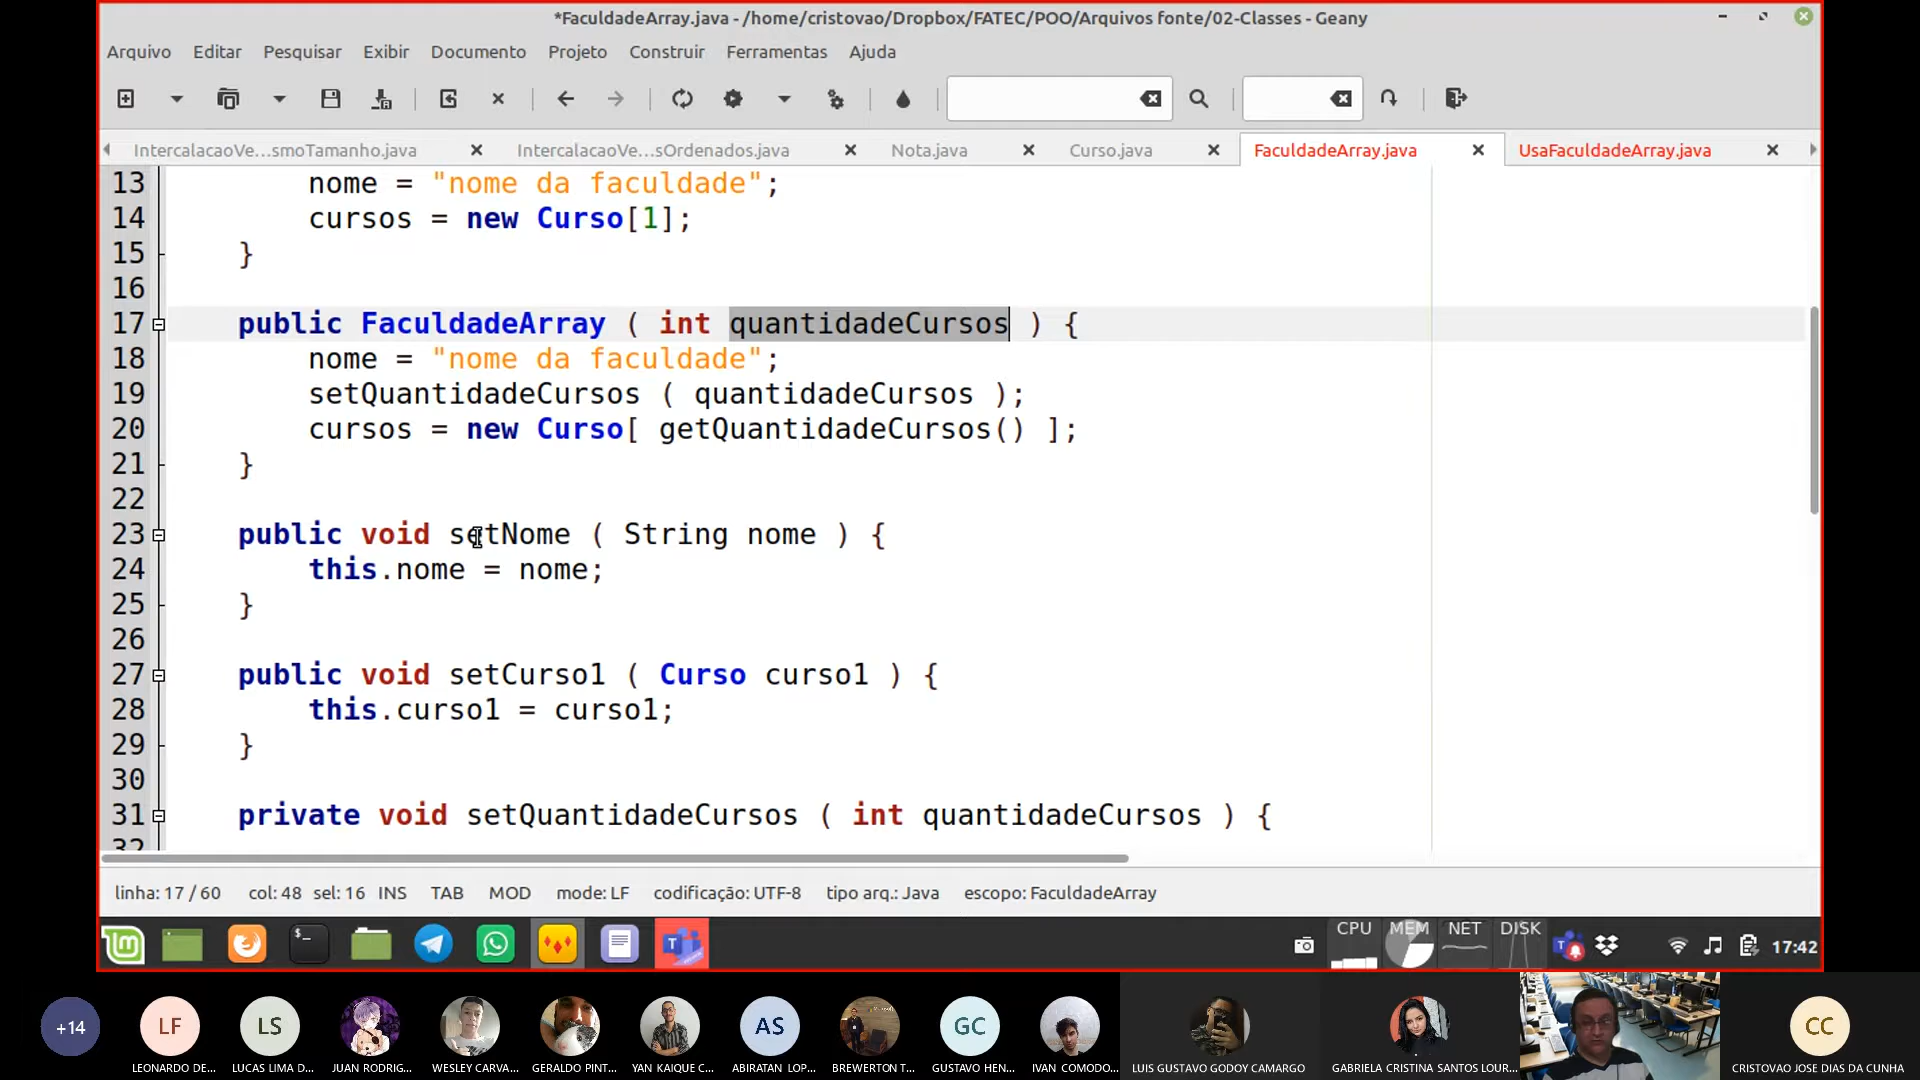 *FaculdadeArray.java - /home/cristovao/Dropbox/FATEC/POO/Arquivos fonte/02-Classes - Geany
Arquivo Editar Pesquisar Exibir Documento Projeto Construir Ferramentas Ajuda
IntercalacaoVe...smoTamanho.java IntercalacaoVe...sOrdenados.java Nota.java Curso.java FaculdadeArray.java UsaFaculdadeArray.java
13 nome = "nome da faculdade";
14 cursos = new Curso[1];
15 }
16
17 public FaculdadeArray ( int quantidadeCursos ) {
18 nome = "nome da faculdade";
19 setQuantidadeCursos ( quantidadeCursos );
20 cursos = new Curso[ getQuantidadeCursos() ];
21 }
22
23 public void setNome ( String nome ) {
24 this.nome = nome;
25 }
26
27 public void setCurso1 ( Curso curso1 ) {
28 this.curso1 = curso1;
29 }
30
31 private void setQuantidadeCursos ( int quantidadeCursos ) {
32
linha: 17 / 60 col: 48 sel: 16 INS TAB MOD mode: LF codificação: UTF-8 tipo arq.: Java escopo: FaculdadeArray
CPU MEM NET DISK 17:42
+14 LF LS AS GC CC
LEONARDO DE... LUCAS LIMA D... JUAN RODRIG... WESLEY CARVA... GERALDO PINT... YAN KAIQUE C... ABIRATAN LOP... BREWERTON T... GUSTAVO HEN... IVAN COMODO... LUIS GUSTAVO GODOY CAMARGO GABRIELA CRISTINA SANTOS LOUR... CRISTOVAO JOSE DIAS DA CUNHA